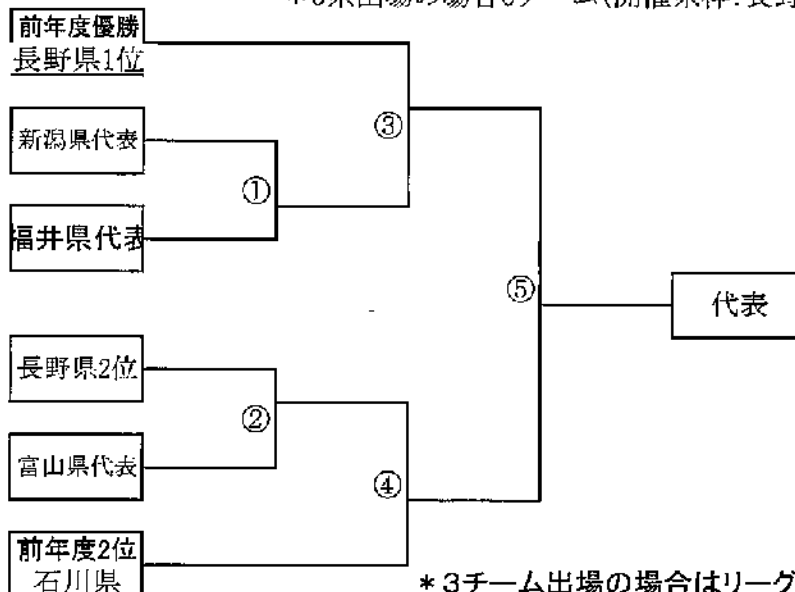 前年度優勝
長野県1位
新潟県代表
福井県代表
長野県2位
富山県代表
前年度2位
石川県
①
②
③
④
⑤
代表
*3チーム出場の場合はリーグ